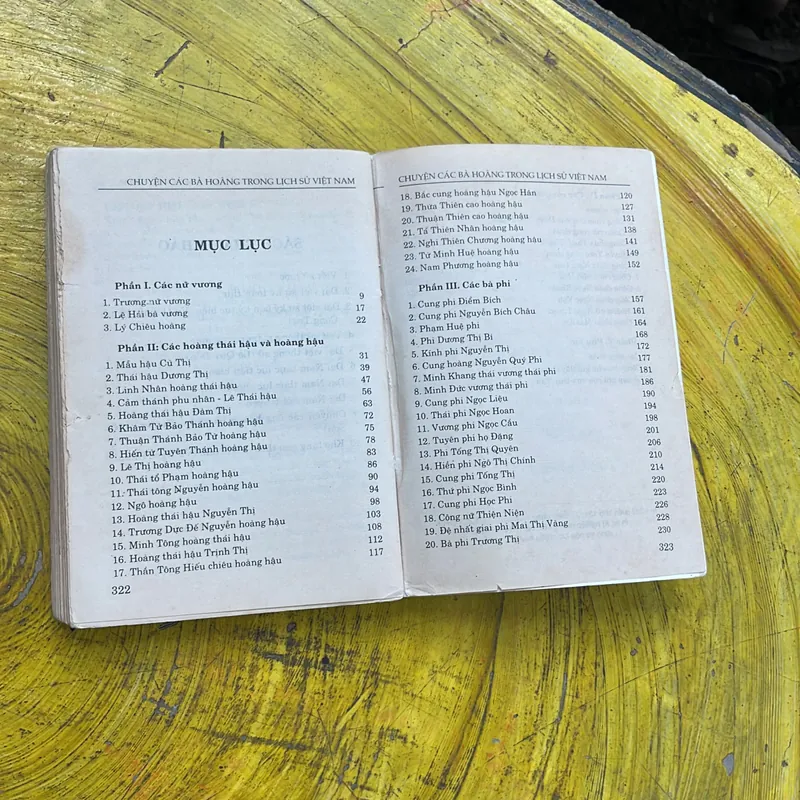 CHUYỆN CÁC BÀ HOÀNG TRONG LỊCH SỬ VIỆT NAM
MỤC LỤC
Phần I. Các nữ vương
1. Trương nữ vương 9
2. Lệ Hải bà vương 17
3. Lý Chiêu hoàng 22
Phần II: Các hoàng thái hậu và hoàng hậu
1. Mẫu hậu Cù Thị 31
2. Thái hậu Dương Thị 39
3. Linh Nhân hoàng thái hậu 47
4. Cảm thánh phu nhân - Lê Thái hậu 56
5. Hoàng thái hậu Đàm Thị 63
6. Khâm Từ Bảo Thánh hoàng hậu 72
7. Thuận Thánh Bảo Từ hoàng hậu 75
8. Hiến từ Tuyên Thánh hoàng hậu 78
9. Lê Thị hoàng hậu 83
10. Thái tổ Phạm hoàng hậu 86
11. Thái tông Nguyễn hoàng hậu 90
12. Ngô hoàng hậu 94
13. Hoàng thái hậu Nguyễn Thị 98
14. Trương Dực Đế Nguyễn hoàng hậu 103
15. Minh Tông hoàng thái hậu 108
16. Hoàng thái hậu Trịnh Thị 112
17. Thần Tông Hiếu chiêu hoàng hậu 117
322
CHUYỆN CÁC BÀ HOÀNG TRONG LỊCH SỬ VIỆT NAM
18. Bắc cung hoàng hậu Ngọc Hân 120
19. Thừa Thiên cao hoàng hậu 127
20. Thuận Thiên cao hoàng hậu 131
21. Tá Thiên Nhân hoàng hậu 138
22. Nghi Thiên Chương hoàng hậu 141
23. Từ Minh Huệ hoàng hậu 149
24. Nam Phương hoàng hậu 152
Phần III. Các bà phi
1. Cung phi Điểm Bích 157
2. Cung phi Nguyễn Bích Châu 161
3. Phạm Huệ phi 164
4. Phi Dương Thị Bí 168
5. Kính phi Nguyễn Thị 172
6. Cung hoàng Nguyễn Quý Phi 177
7. Minh Khang thái vương thái phi 181
8. Minh Đức vương thái phi 186
9. Cung phi Ngọc Liệu 190
10. Thái phi Ngọc Hoan 194
11. Vương phi Ngọc Cầu 198
12. Tuyên phi họ Đặng 201
13. Phi Tống Thị Quyên 206
14. Hiền phi Ngô Thị Chính 210
15. Cung phi Tống Thị 214
16. Thứ phi Ngọc Bình 220
17. Cung phi Học Phi 223
18. Công nữ Thiện Niện 226
19. Đệ nhất giai phi Mai Thị Vàng 228
20. Bà phi Trương Thị 230
323